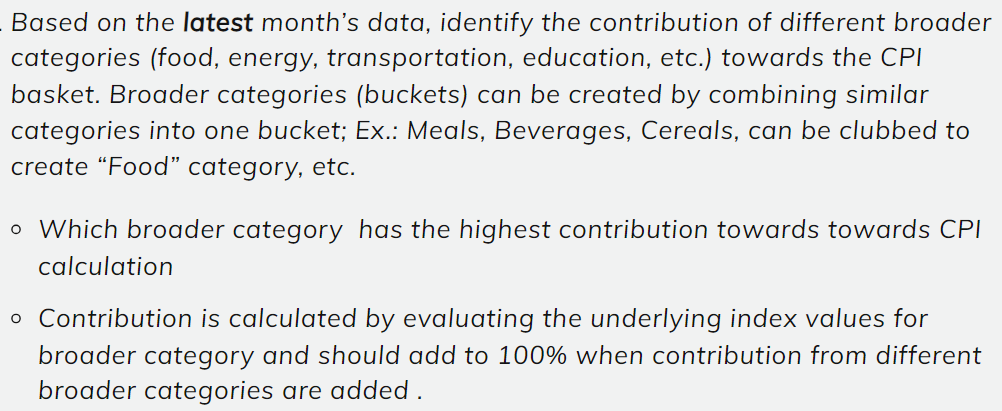 . Based on the latest month’s data, identify the contribution of different broader
categories (food, energy, transportation, education, etc.) towards the CPI
basket. Broader categories (buckets) can be created by combining similar
categories into one bucket; Ex.: Meals, Beverages, Cereals, can be clubbed to
create “Food” category, etc.
○ Which broader category has the highest contribution towards towards CPI
calculation
○ Contribution is calculated by evaluating the underlying index values for
broader category and should add to 100% when contribution from different
broader categories are added .